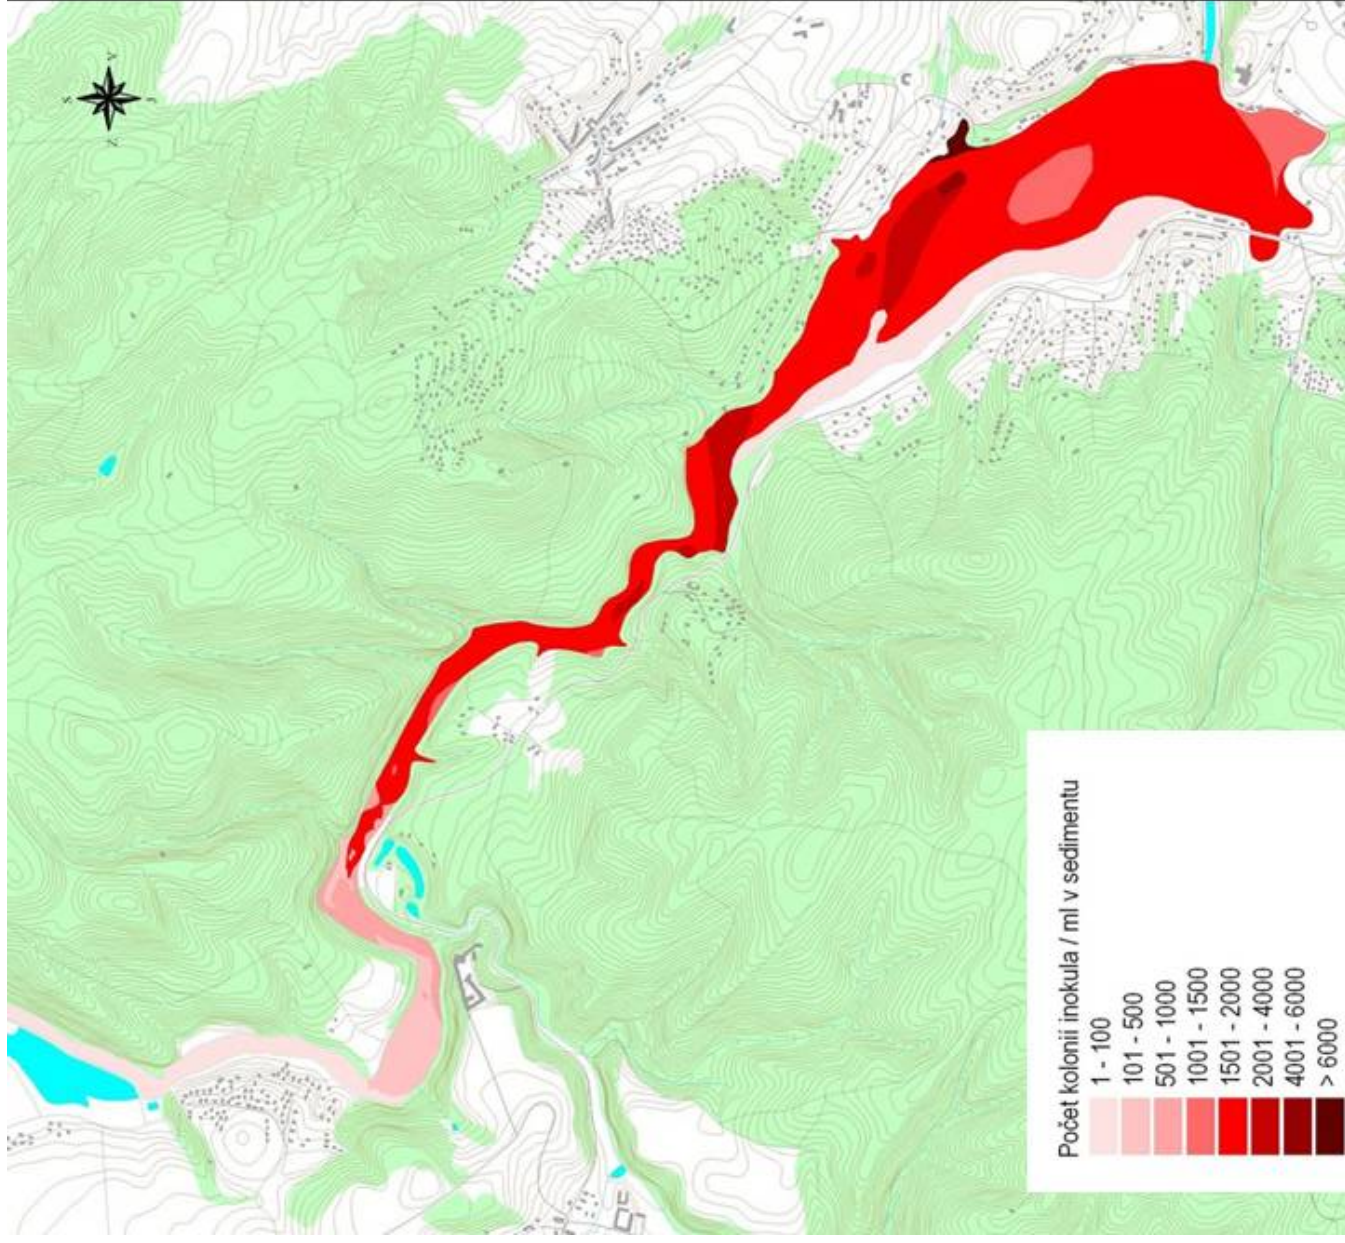 S
V
J
Z
Počet kolonií inokula / ml v sedimentu
1 - 100
101 - 500
501 - 1000
1001 - 1500
1501 - 2000
2001 - 4000
4001 - 6000
> 6000